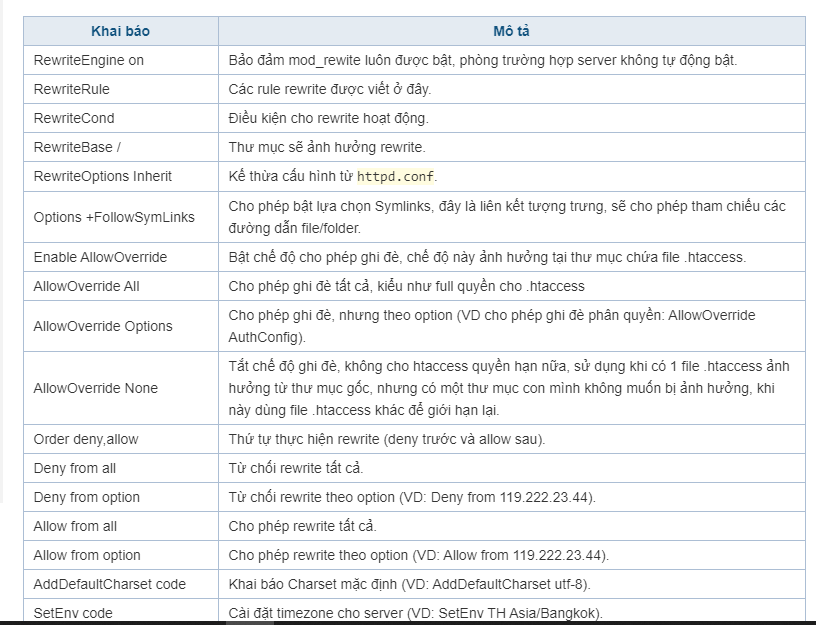 Khai báo Mô tả
RewriteEngine on Bảo đảm mod_rewite luôn được bật, phòng trường hợp server không tự động bật.
RewriteRule Các rule rewrite được viết ở đây.
RewriteCond Điều kiện cho rewrite hoạt động.
RewriteBase / Thư mục sẽ ảnh hưởng rewrite.
RewriteOptions Inherit Kế thừa cấu hình từ httpd.conf.
Options +FollowSymLinks Cho phép bật lựa chọn Symlinks, đây là liên kết tượng trưng, sẽ cho phép tham chiếu các
đường dẫn file/folder.
Enable AllowOverride Bật chế độ cho phép ghi đè, chế độ này ảnh hưởng tại thư mục chứa file .htaccess.
AllowOverride All Cho phép ghi đè tất cả, kiểu như full quyền cho .htaccess
AllowOverride Options Cho phép ghi đè, nhưng theo option (VD cho phép ghi đè phân quyền: AllowOverride
AuthConfig).
AllowOverride None Tắt chế độ ghi đè, không cho htaccess quyền hạn nữa, sử dụng khi có 1 file .htaccess ảnh
hưởng từ thư mục gốc, nhưng có một thư mục con mình không muốn bị ảnh hưởng, khi
này dùng file .htaccess khác để giới hạn lại.
Order deny,allow Thứ tự thực hiện rewrite (deny trước và allow sau).
Deny from all Từ chối rewrite tất cả.
Deny from option Từ chối rewrite theo option (VD: Deny from 119.222.23.44).
Allow from all Cho phép rewrite tất cả.
Allow from option Cho phép rewrite theo option (VD: Allow from 119.222.23.44).
AddDefaultCharset code Khai báo Charset mặc định (VD: AddDefaultCharset utf-8).
SetEnv code Cài đặt timezone cho server (VD: SetEnv TH Asia/Bangkok).